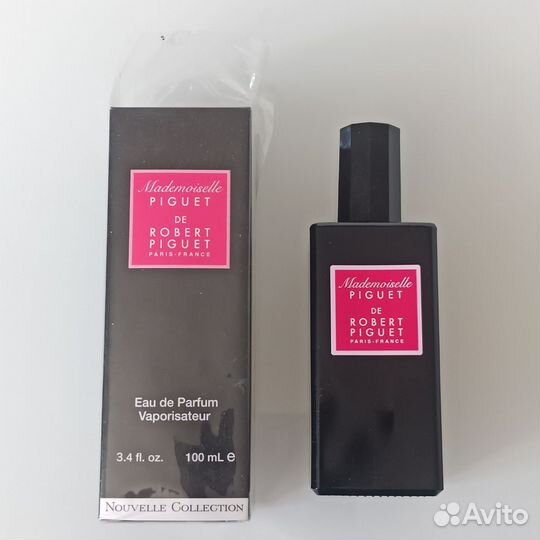 Mademoiselle
PIGUET
DE
ROBERT
PIGUET
PARIS-FRANCE
Eau de Parfum
Vaporisateur
3.4 fl. oz. 100 mL ℮
NOUVELLE COLLECTION
Mademoiselle
PIGUET
DE
ROBERT
PIGUET
PARIS-FRANCE
Avito